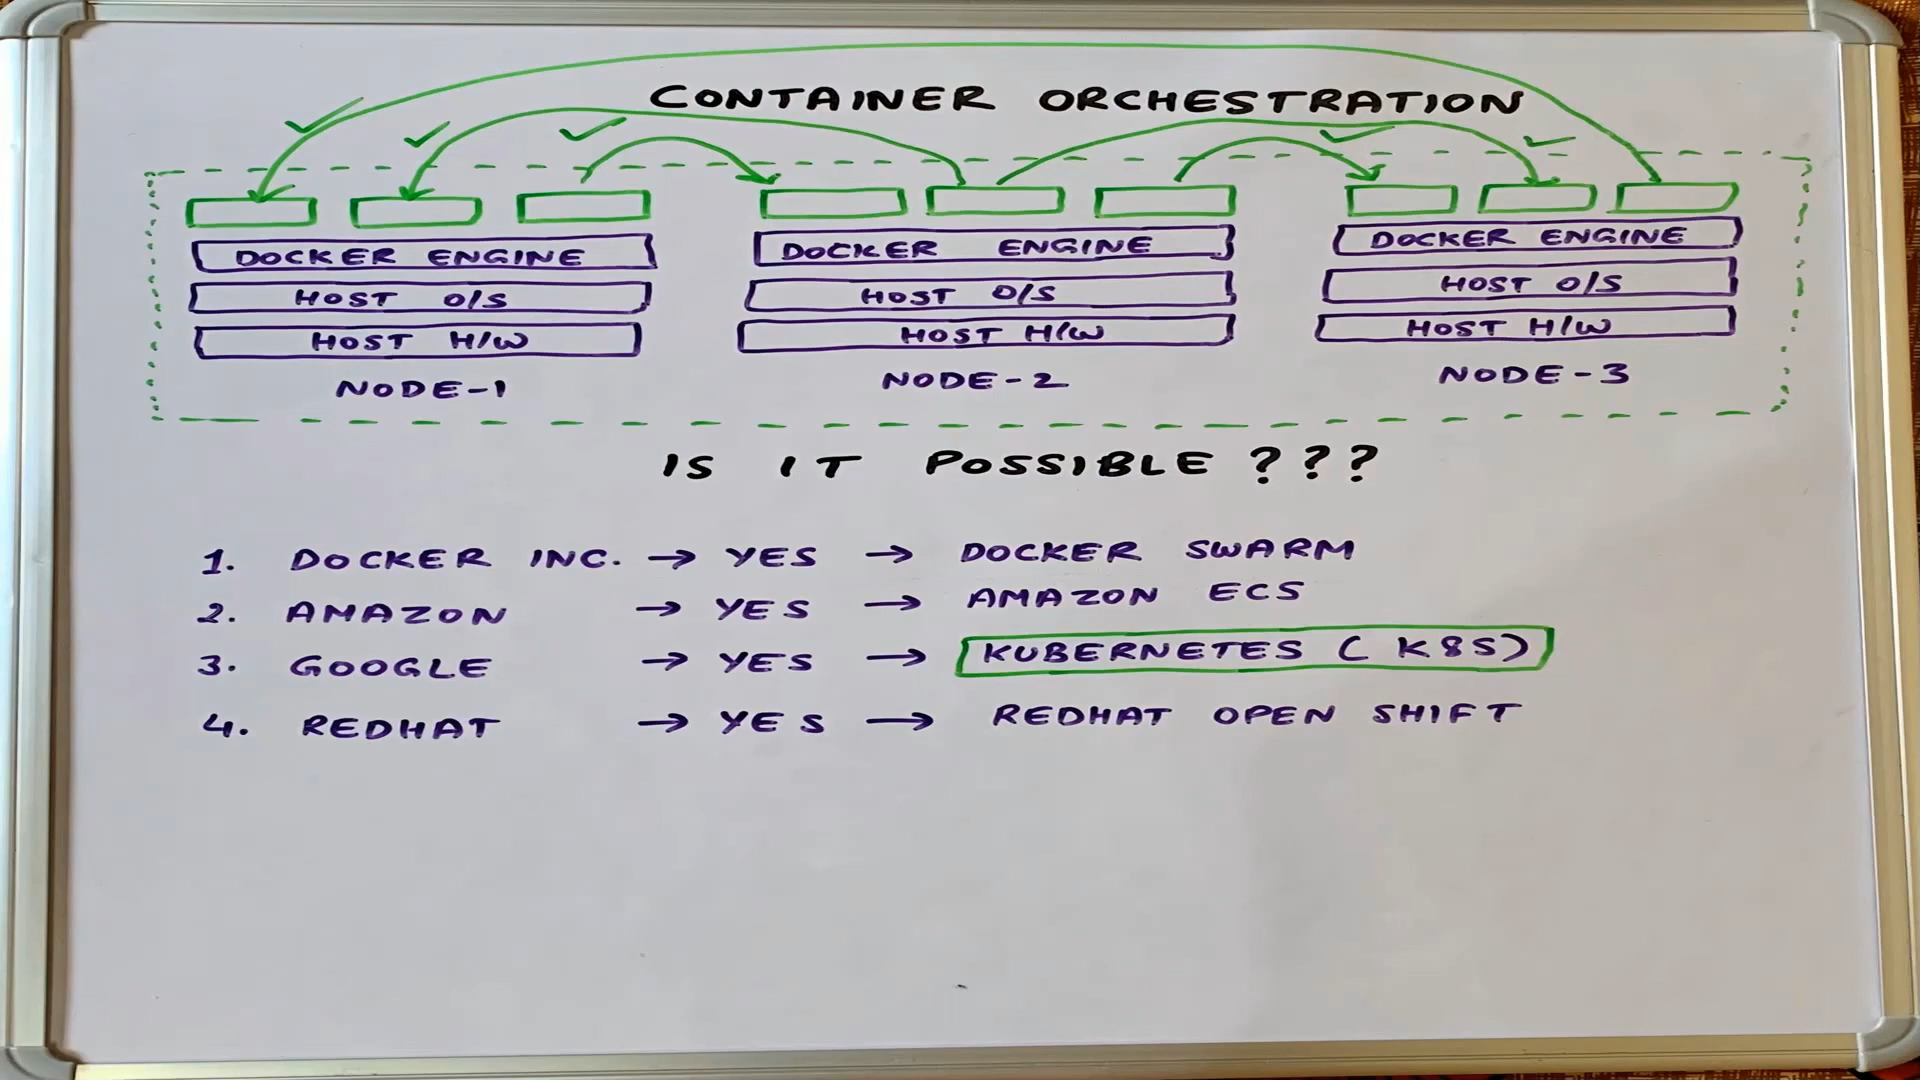 CONTAINER ORCHESTRATION
DOCKER ENGINE
HOST O/S
HOST H/W
NODE-1
DOCKER ENGINE
HOST O/S
HOST H/W
NODE-2
DOCKER ENGINE
HOST O/S
HOST H/W
NODE-3
IS IT POSSIBLE ???
1. DOCKER INC. → YES → DOCKER SWARM
2. AMAZON → YES → AMAZON ECS
3. GOOGLE → YES → KUBERNETES ( K8S)
4. REDHAT → YES → REDHAT OPEN SHIFT